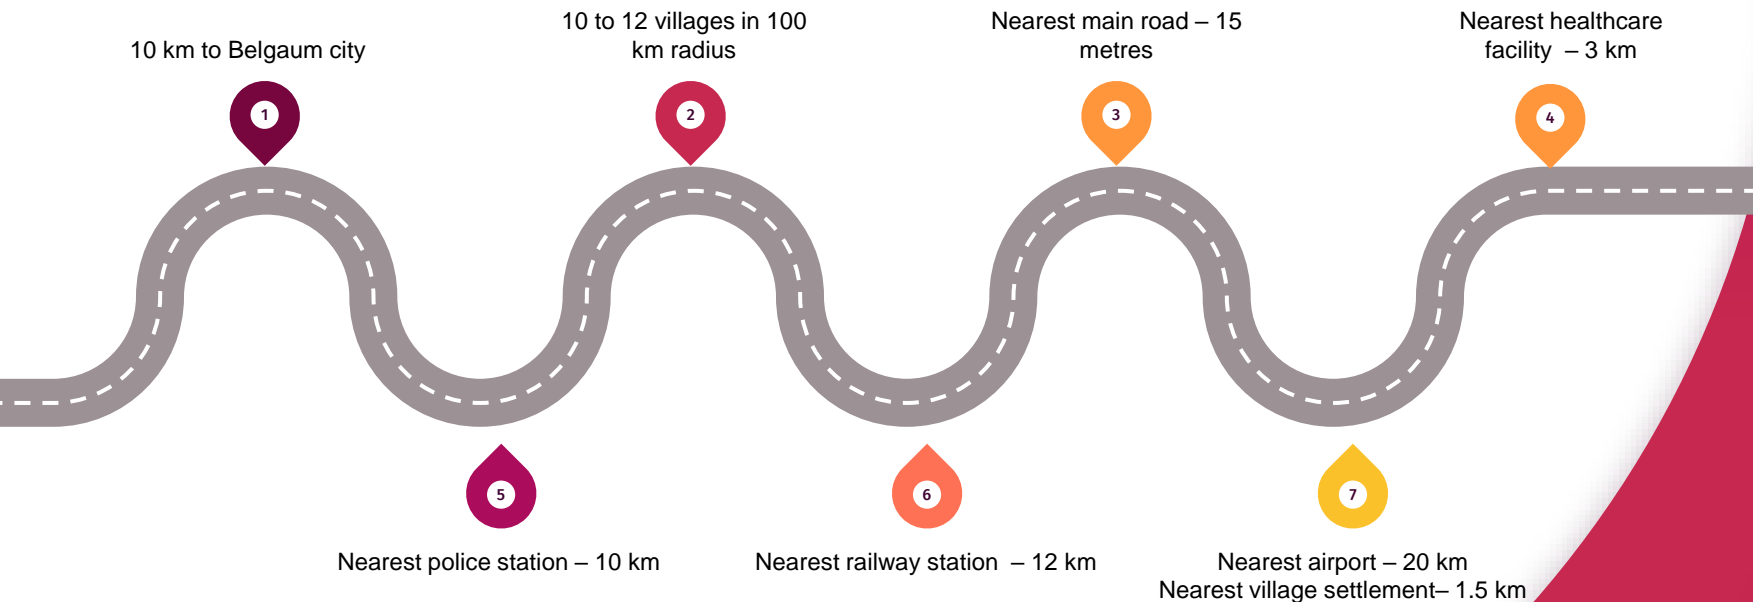 10 km to Belgaum city
10 to 12 villages in 100
km radius
Nearest main road – 15
metres
Nearest healthcare
facility  – 3 km
1
2
3
4
5
6
7
Nearest police station – 10 km
Nearest railway station  – 12 km
Nearest airport – 20 km
Nearest village settlement– 1.5 km